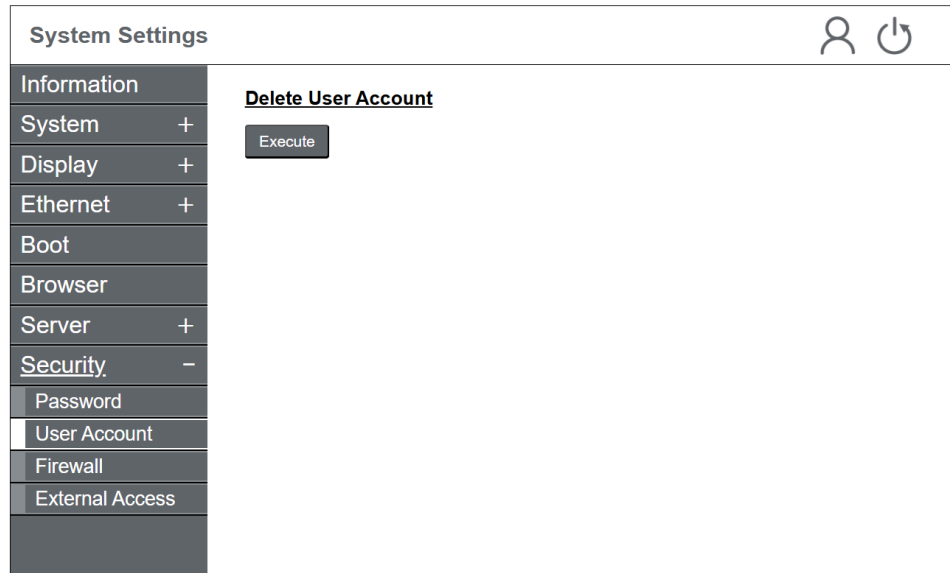 System Settings
Information
System +
Display +
Ethernet +
Boot
Browser
Server +
Security -
Password
User Account
Firewall
External Access
Delete User Account
Execute